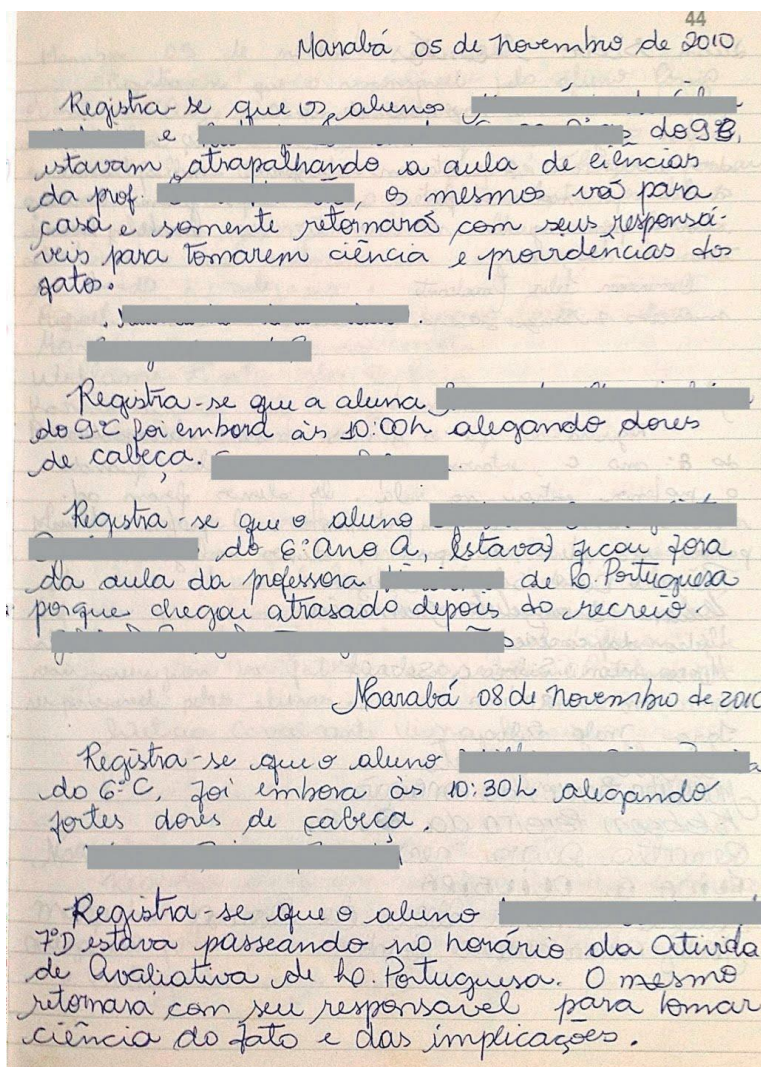 44
Marabá 05 de novembro de 2010
Registra-se que os alunos
e do 9º B,
estavam atrapalhando a aula de ciências
da prof. , os mesmos vá para
casa e somente retornará com seus responsá-
veis para tomarem ciência e providências dos
fatos.
Registra-se que a aluna
do 9º C foi embora às 10:00h alegando dores
de cabeça.
Registra-se que o aluno
do 6º Ano A, (estava) ficou fora
da aula da professora de L. Portuguesa
porque chegou atrasado depois do recreio.
Marabá 08 de novembro de 2010
Registra-se que o aluno
do 6º C, foi embora às 10:30h alegando
fortes dores de cabeça.
Registra-se que o aluno
7ºD estava passeando no horário da Ativida
de Avaliativa de L. Portuguesa. O mesmo
retornará com seu responsável para tomar
ciência do fato e das implicações.